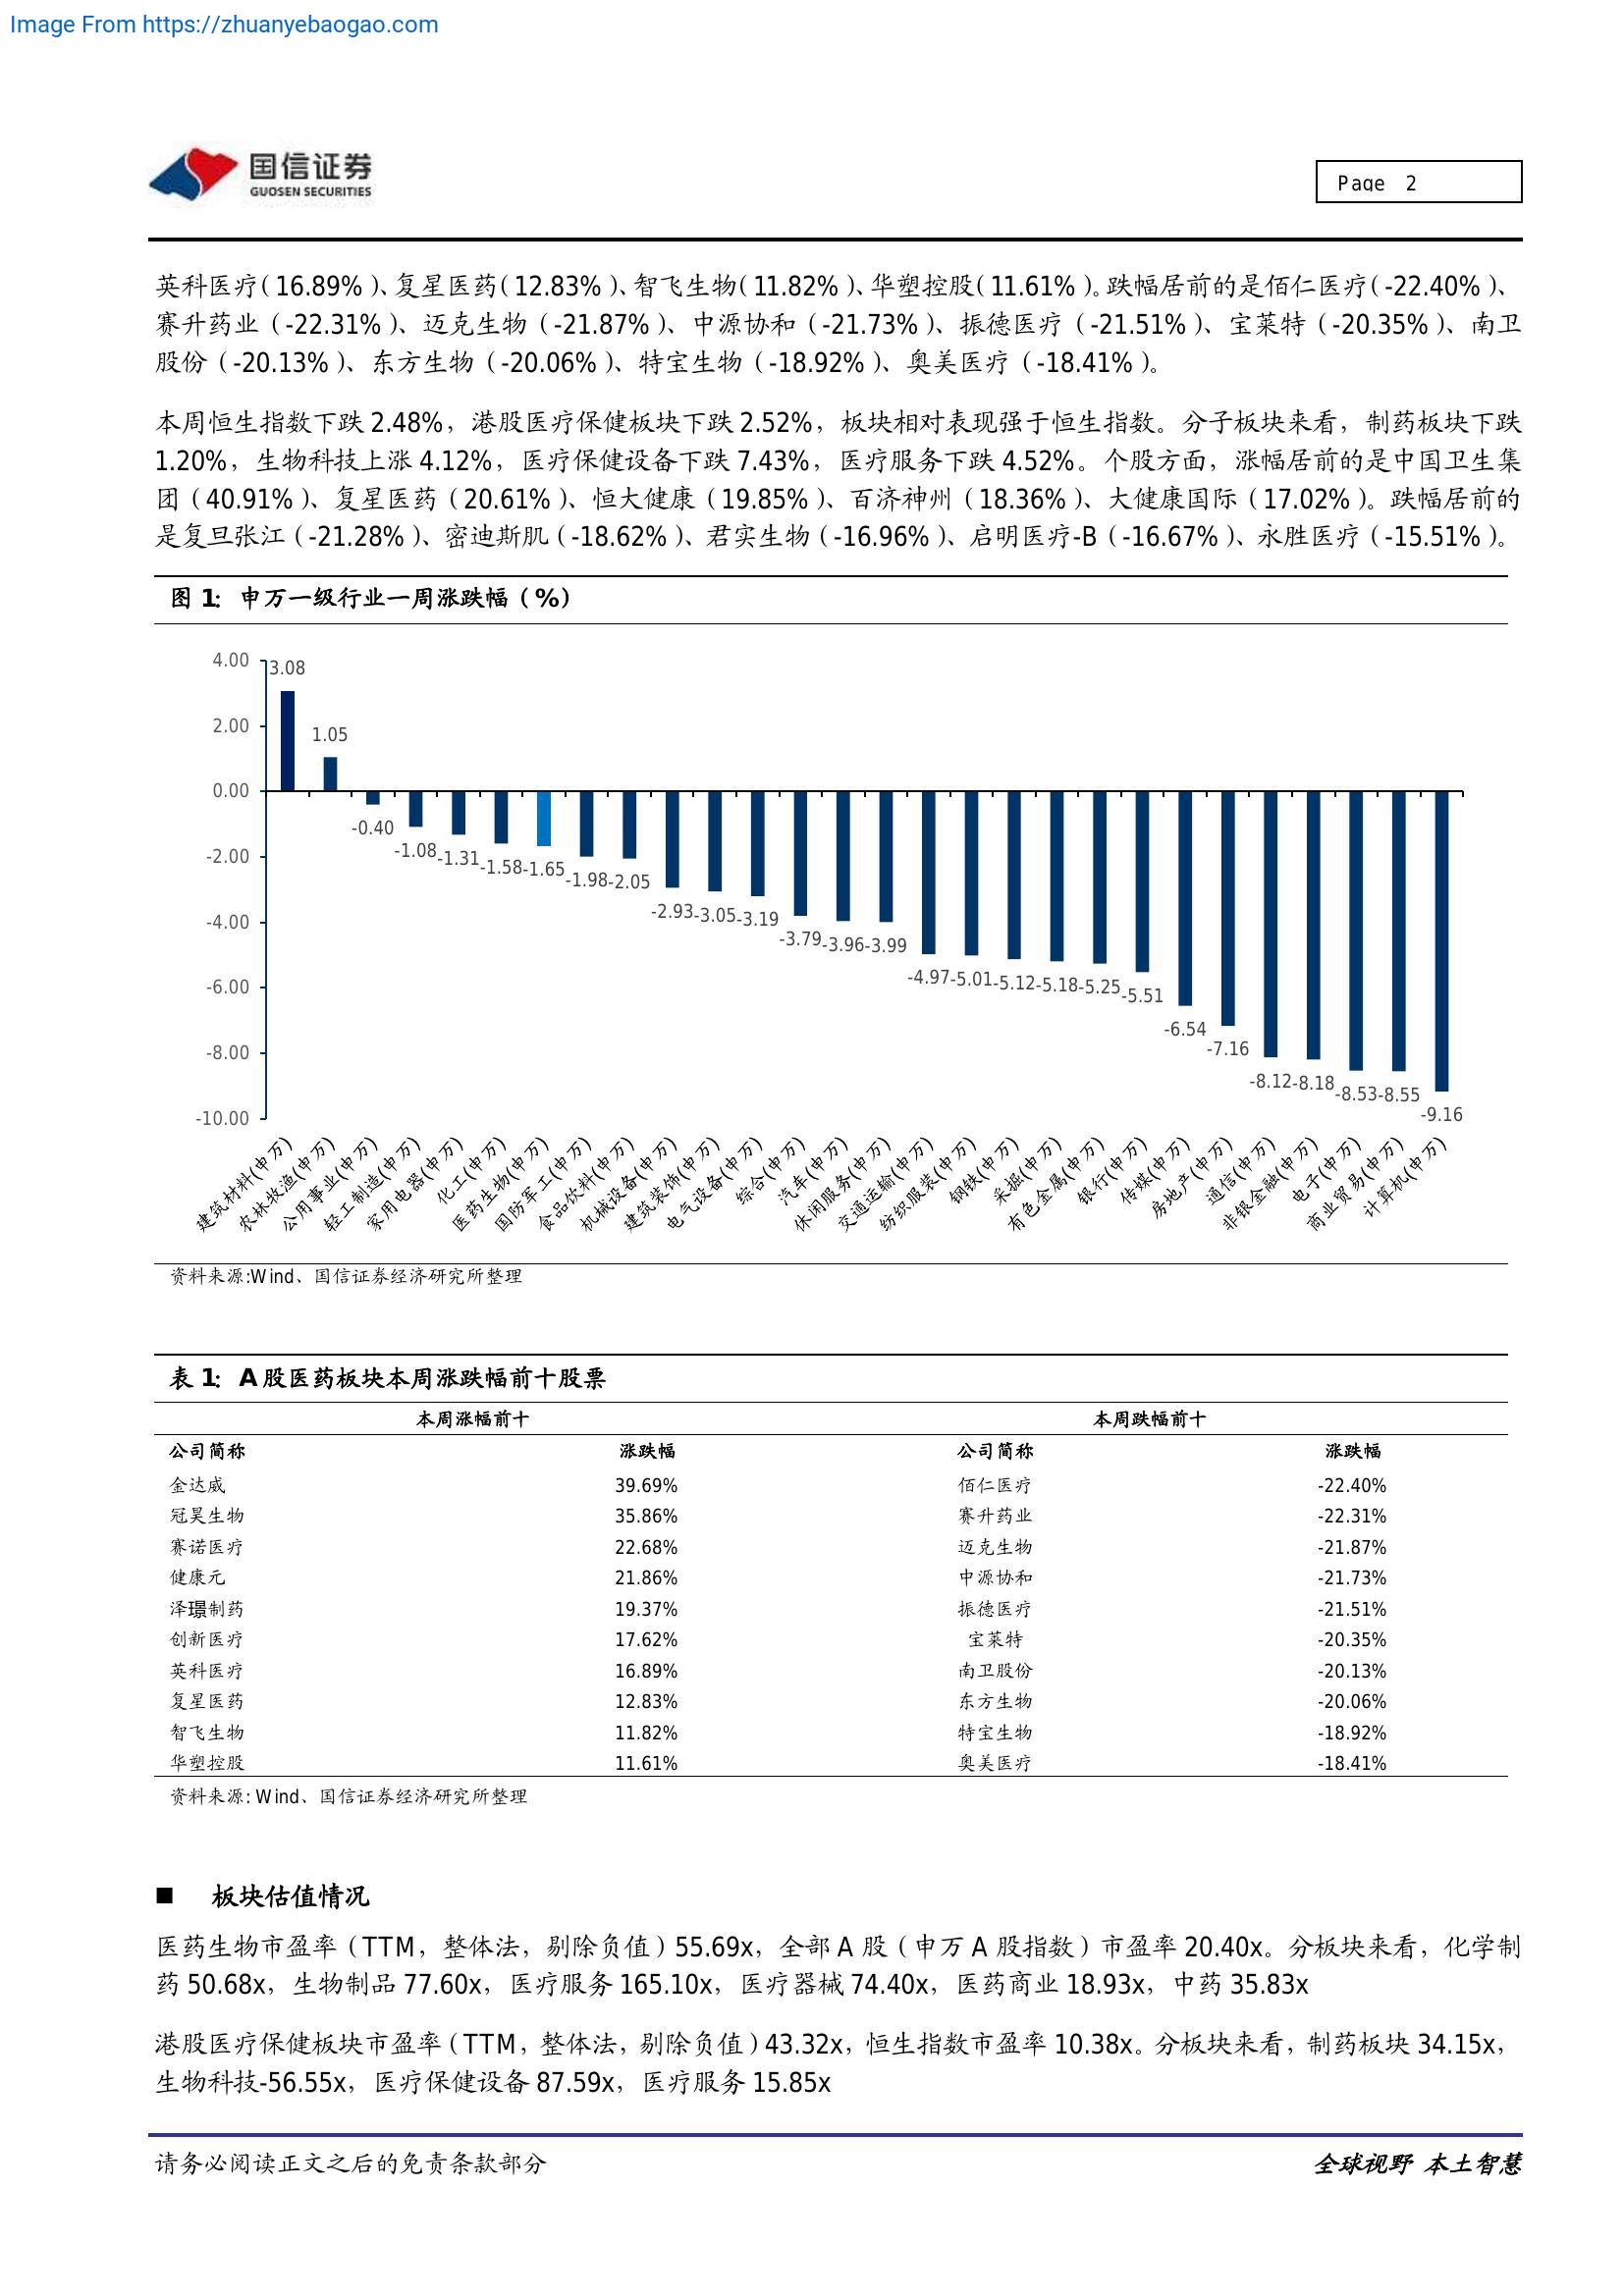 Image From https://zhuanyebaogao.com
国信证券
GUOSEN SECURITIES
Page 2
英科医疗(16.89%)、复星医药(12.83%)、智飞生物(11.82%)、华塑控股(11.61%)。跌幅居前的是佰仁医疗(-22.40%)、
赛升药业(-22.31%)、迈克生物(-21.87%)、中源协和(-21.73%)、振德医疗(-21.51%)、宝莱特(-20.35%)、南卫
股份(-20.13%)、东方生物(-20.06%)、特宝生物(-18.92%)、奥美医疗(-18.41%)。
本周恒生指数下跌 2.48%，港股医疗保健板块下跌 2.52%，板块相对表现强于恒生指数。分子板块来看，制药板块下跌
1.20%，生物科技上涨 4.12%，医疗保健设备下跌 7.43%，医疗服务下跌 4.52%。个股方面，涨幅居前的是中国卫生集
团(40.91%)、复星医药(20.61%)、恒大健康(19.85%)、百济神州(18.36%)、大健康国际(17.02%)。跌幅居前的
是复旦张江(-21.28%)、密迪斯肌(-18.62%)、君实生物(-16.96%)、启明医疗-B(-16.67%)、永胜医疗(-15.51%)。
图 1：申万一级行业一周涨跌幅（%）
4.00
2.00
0.00
-2.00
-4.00
-6.00
-8.00
-10.00
3.08
1.05
-0.40
-1.08
-1.31
-1.58
-1.65
-1.98
-2.05
-2.93
-3.05
-3.19
-3.79
-3.96
-3.99
-4.97
-5.01
-5.12
-5.18
-5.25
-5.51
-6.54
-7.16
-8.12
-8.18
-8.53
-8.55
-9.16
建筑材料(申万)
农林牧渔(申万)
公用事业(申万)
轻工制造(申万)
家用电器(申万)
化工(申万)
医药生物(申万)
国防军工(申万)
食品饮料(申万)
机械设备(申万)
建筑装饰(申万)
电气设备(申万)
综合(申万)
汽车(申万)
休闲服务(申万)
交通运输(申万)
纺织服装(申万)
钢铁(申万)
采掘(申万)
有色金属(申万)
银行(申万)
传媒(申万)
房地产(申万)
通信(申万)
非银金融(申万)
电子(申万)
商业贸易(申万)
计算机(申万)
资料来源:Wind、国信证券经济研究所整理
表 1：A 股医药板块本周涨跌幅前十股票
本周涨幅前十 本周跌幅前十
公司简称 涨跌幅 公司简称 涨跌幅
金达威 39.69% 佰仁医疗 -22.40%
冠昊生物 35.86% 赛升药业 -22.31%
赛诺医疗 22.68% 迈克生物 -21.87%
健康元 21.86% 中源协和 -21.73%
泽璟制药 19.37% 振德医疗 -21.51%
创新医疗 17.62% 宝莱特 -20.35%
英科医疗 16.89% 南卫股份 -20.13%
复星医药 12.83% 东方生物 -20.06%
智飞生物 11.82% 特宝生物 -18.92%
华塑控股 11.61% 奥美医疗 -18.41%
资料来源: Wind、国信证券经济研究所整理
■ 板块估值情况
医药生物市盈率（TTM，整体法，剔除负值）55.69x，全部 A 股（申万 A 股指数）市盈率 20.40x。分板块来看，化学制
药 50.68x，生物制品 77.60x，医疗服务 165.10x，医疗器械 74.40x，医药商业 18.93x，中药 35.83x
港股医疗保健板块市盈率（TTM，整体法，剔除负值）43.32x，恒生指数市盈率 10.38x。分板块来看，制药板块 34.15x，
生物科技-56.55x，医疗保健设备 87.59x，医疗服务 15.85x
请务必阅读正文之后的免责条款部分
全球视野 本土智慧